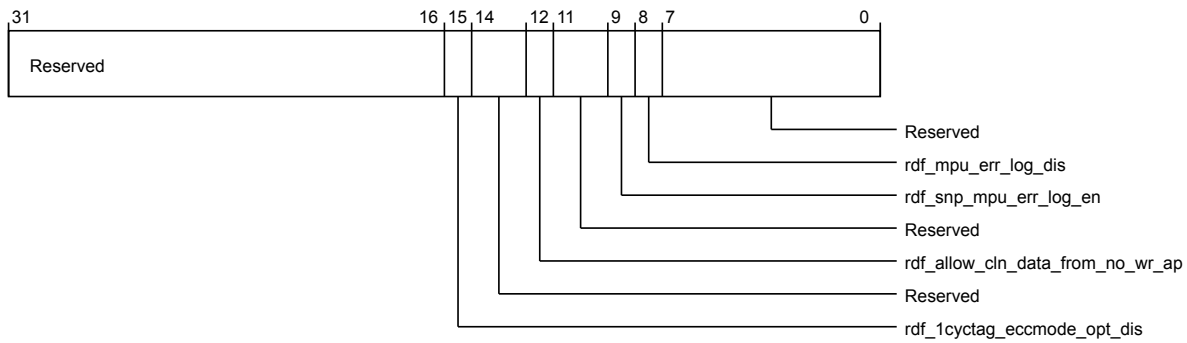 31 16 15 14 12 11 9 8 7 0
Reserved
Reserved
rdf_mpu_err_log_dis
rdf_snp_mpu_err_log_en
Reserved
rdf_allow_cln_data_from_no_wr_ap
Reserved
rdf_1cyctag_eccmode_opt_dis